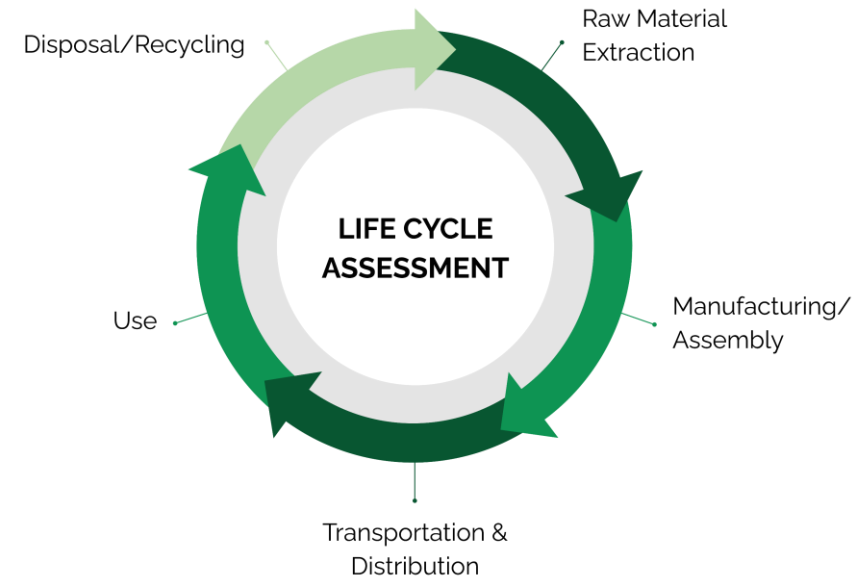 Disposal/Recycling
Raw Material
Extraction
LIFE CYCLE
ASSESSMENT
Use
Manufacturing/
Assembly
Transportation &
Distribution